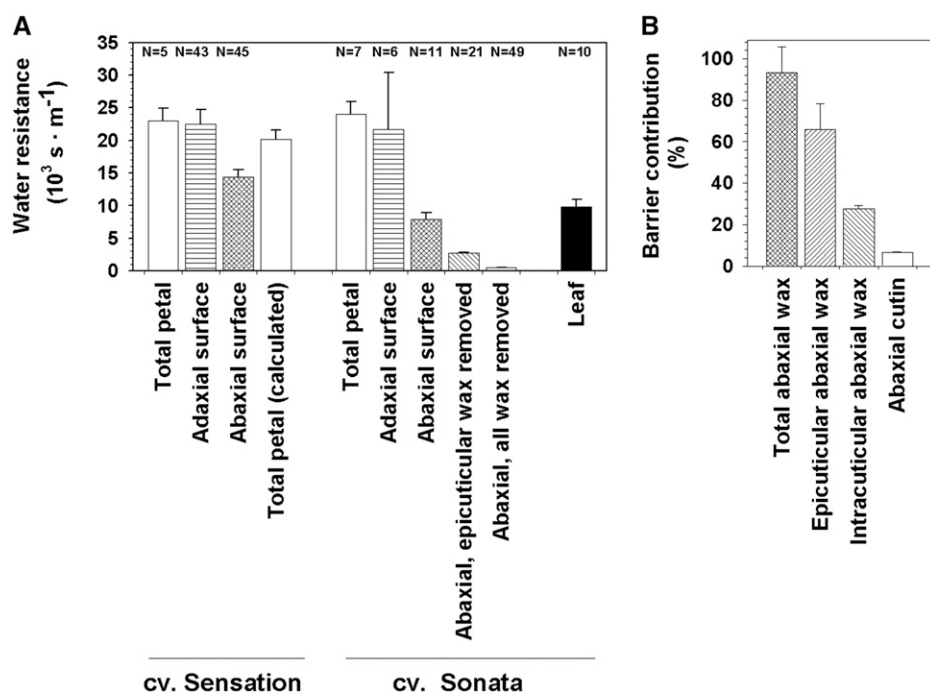 A
N=5 N=43 N=45 N=7 N=6 N=11 N=21 N=49 N=10
35
30
25
20
15
10
5
0
Water resistance
(10³ s · m⁻¹)
Total petal
Adaxial surface
Abaxial surface
Total petal (calculated)
Total petal
Adaxial surface
Abaxial surface
Abaxial, epicuticular wax removed
Abaxial, all wax removed
Leaf
cv. Sensation
cv. Sonata
B
100
80
60
40
20
0
Barrier contribution
(%)
Total abaxial wax
Epicuticular abaxial wax
Intracuticular abaxial wax
Abaxial cutin